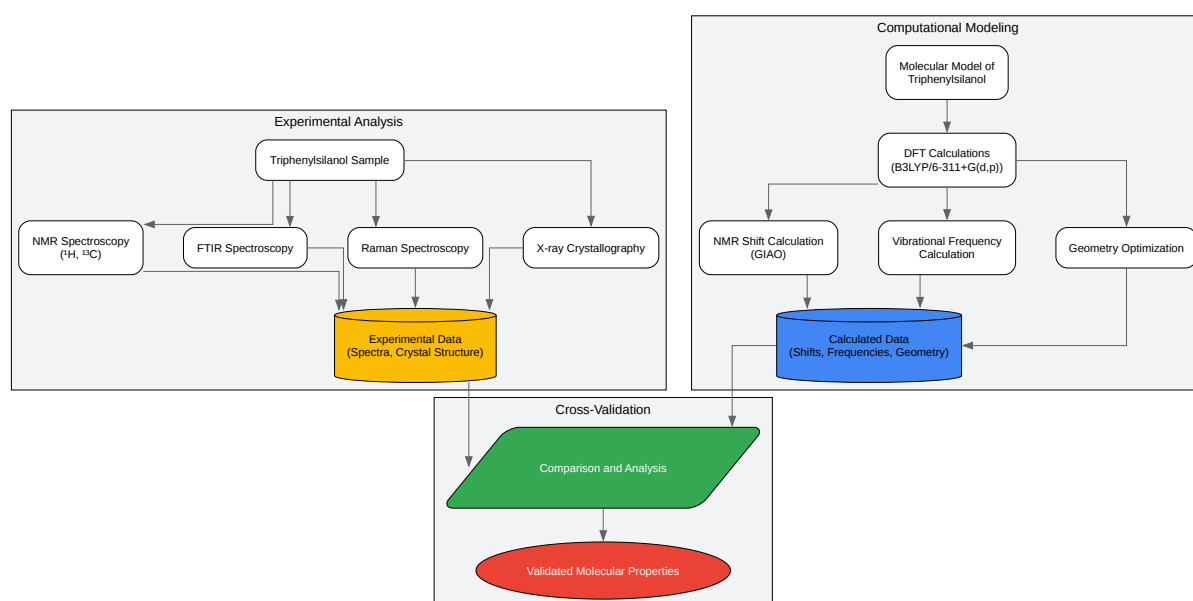 Computational Modeling
Molecular Model of
Triphenylsilanol
Experimental Analysis
Triphenylsilanol Sample
DFT Calculations
(B3LYP/6-311+G(d,p))
NMR Spectroscopy
(¹H, ¹³C)
FTIR Spectroscopy
Raman Spectroscopy
X-ray Crystallography
NMR Shift Calculation
(GIAO)
Vibrational Frequency
Calculation
Geometry Optimization
Experimental Data
(Spectra, Crystal Structure)
Calculated Data
(Shifts, Frequencies, Geometry)
Cross-Validation
Comparison and Analysis
Validated Molecular Properties